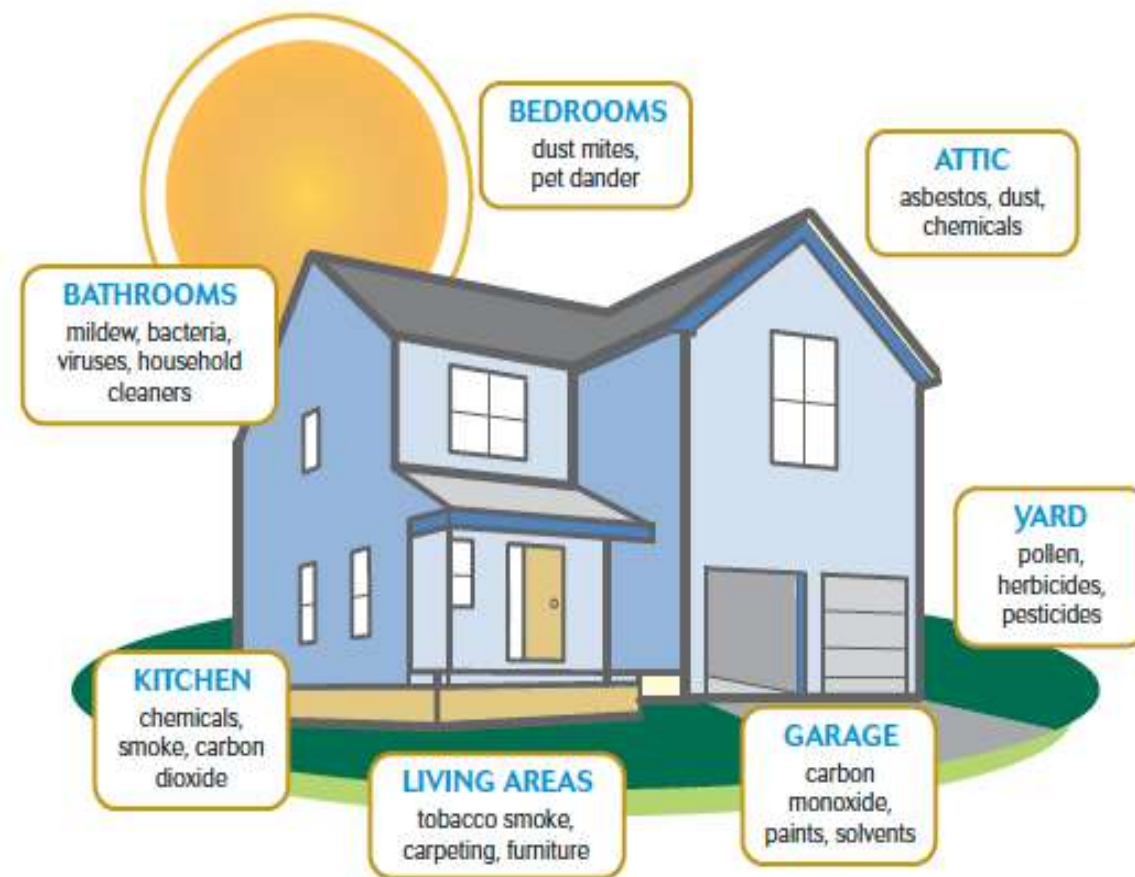 BEDROOMS
dust mites,
pet dander
ATTIC
asbestos, dust,
chemicals
BATHROOMS
mildew, bacteria,
viruses, household
cleaners
YARD
pollen,
herbicides,
pesticides
KITCHEN
chemicals,
smoke, carbon
dioxide
LIVING AREAS
tobacco smoke,
carpeting, furniture
GARAGE
carbon
monoxide,
paints, solvents